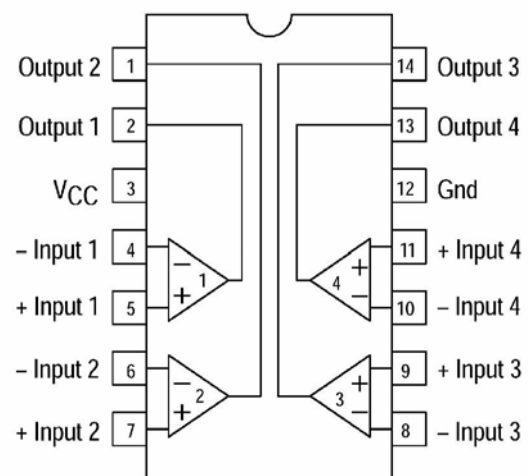 Output 2 1 14 Output 3
Output 1 2 13 Output 4
VCC 3 12 Gnd
– Input 1 4 – 1 + 4 11 + Input 4
+ Input 1 5 + – 10 – Input 4
– Input 2 6 – 2 + 3 9 + Input 3
+ Input 2 7 + – 8 – Input 3